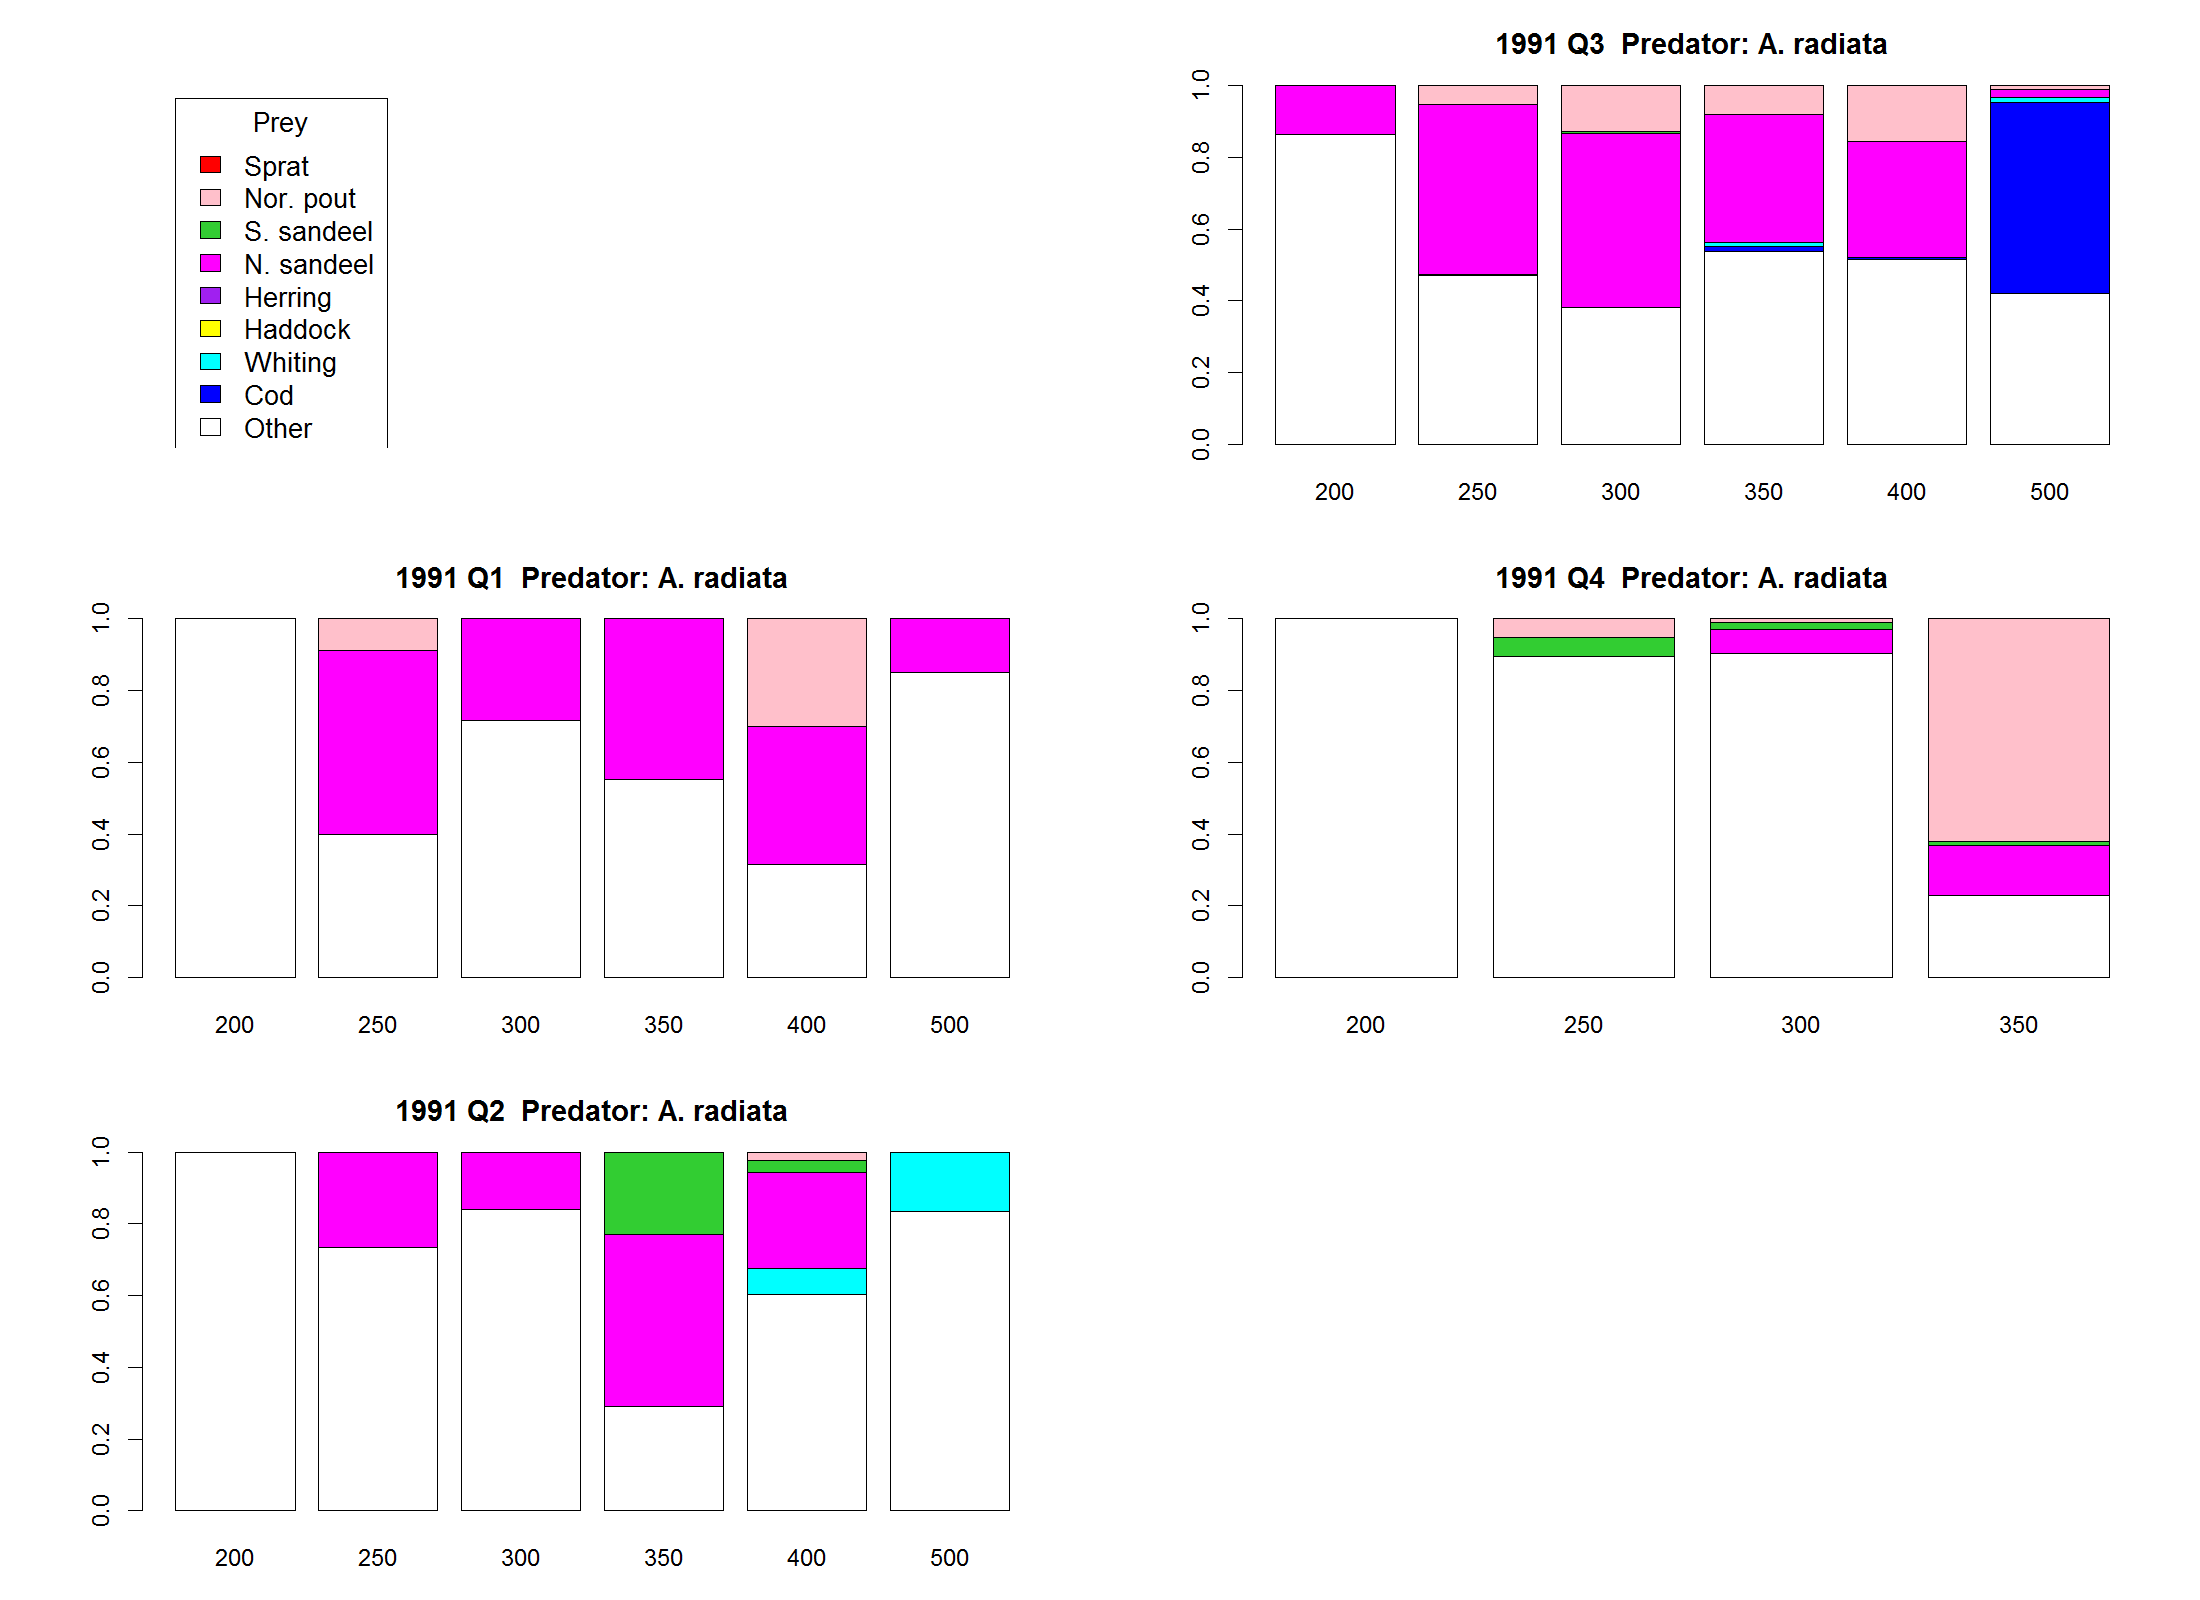 Prey
Sprat
Nor. pout
S. sandeel
N. sandeel
Herring
Haddock
Whiting
Cod
Other
1991 Q3  Predator: A. radiata
1.0
0.8
0.6
0.4
0.2
0.0
200 250 300 350 400 500
1991 Q1  Predator: A. radiata
1.0
0.8
0.6
0.4
0.2
0.0
200 250 300 350 400 500
1991 Q4  Predator: A. radiata
1.0
0.8
0.6
0.4
0.2
0.0
200 250 300 350
1991 Q2  Predator: A. radiata
1.0
0.8
0.6
0.4
0.2
0.0
200 250 300 350 400 500